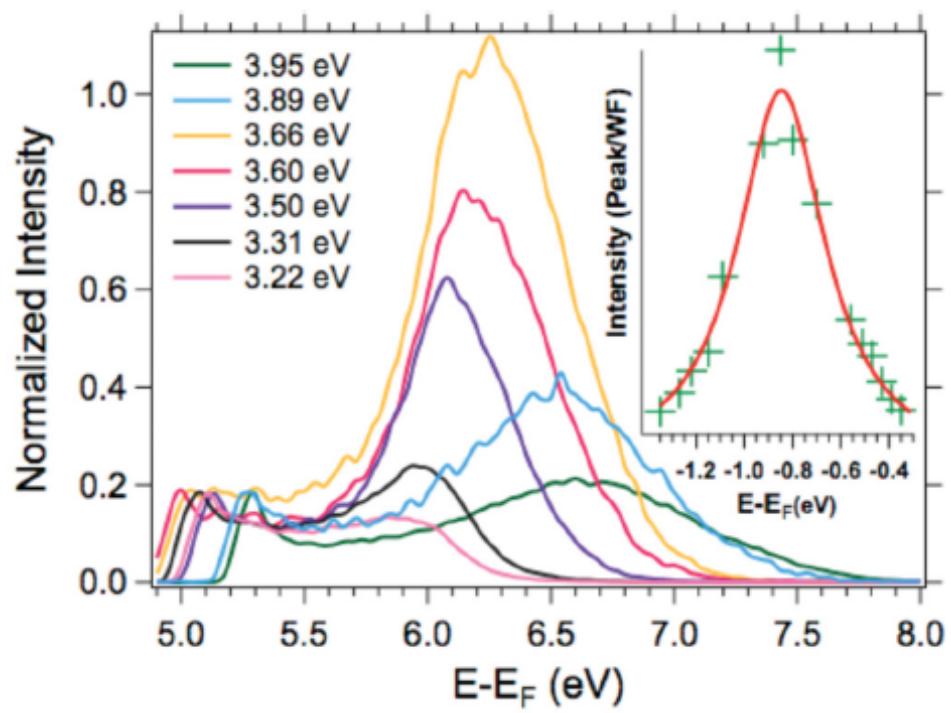 3.95 eV
3.89 eV
3.66 eV
3.60 eV
3.50 eV
3.31 eV
3.22 eV
Normalized Intensity
1.0
0.8
0.6
0.4
0.2
0.0
5.0 5.5 6.0 6.5 7.0 7.5 8.0
E-EF (eV)
Intensity (Peak/WF)
-1.2 -1.0 -0.8 -0.6 -0.4
E-EF(eV)